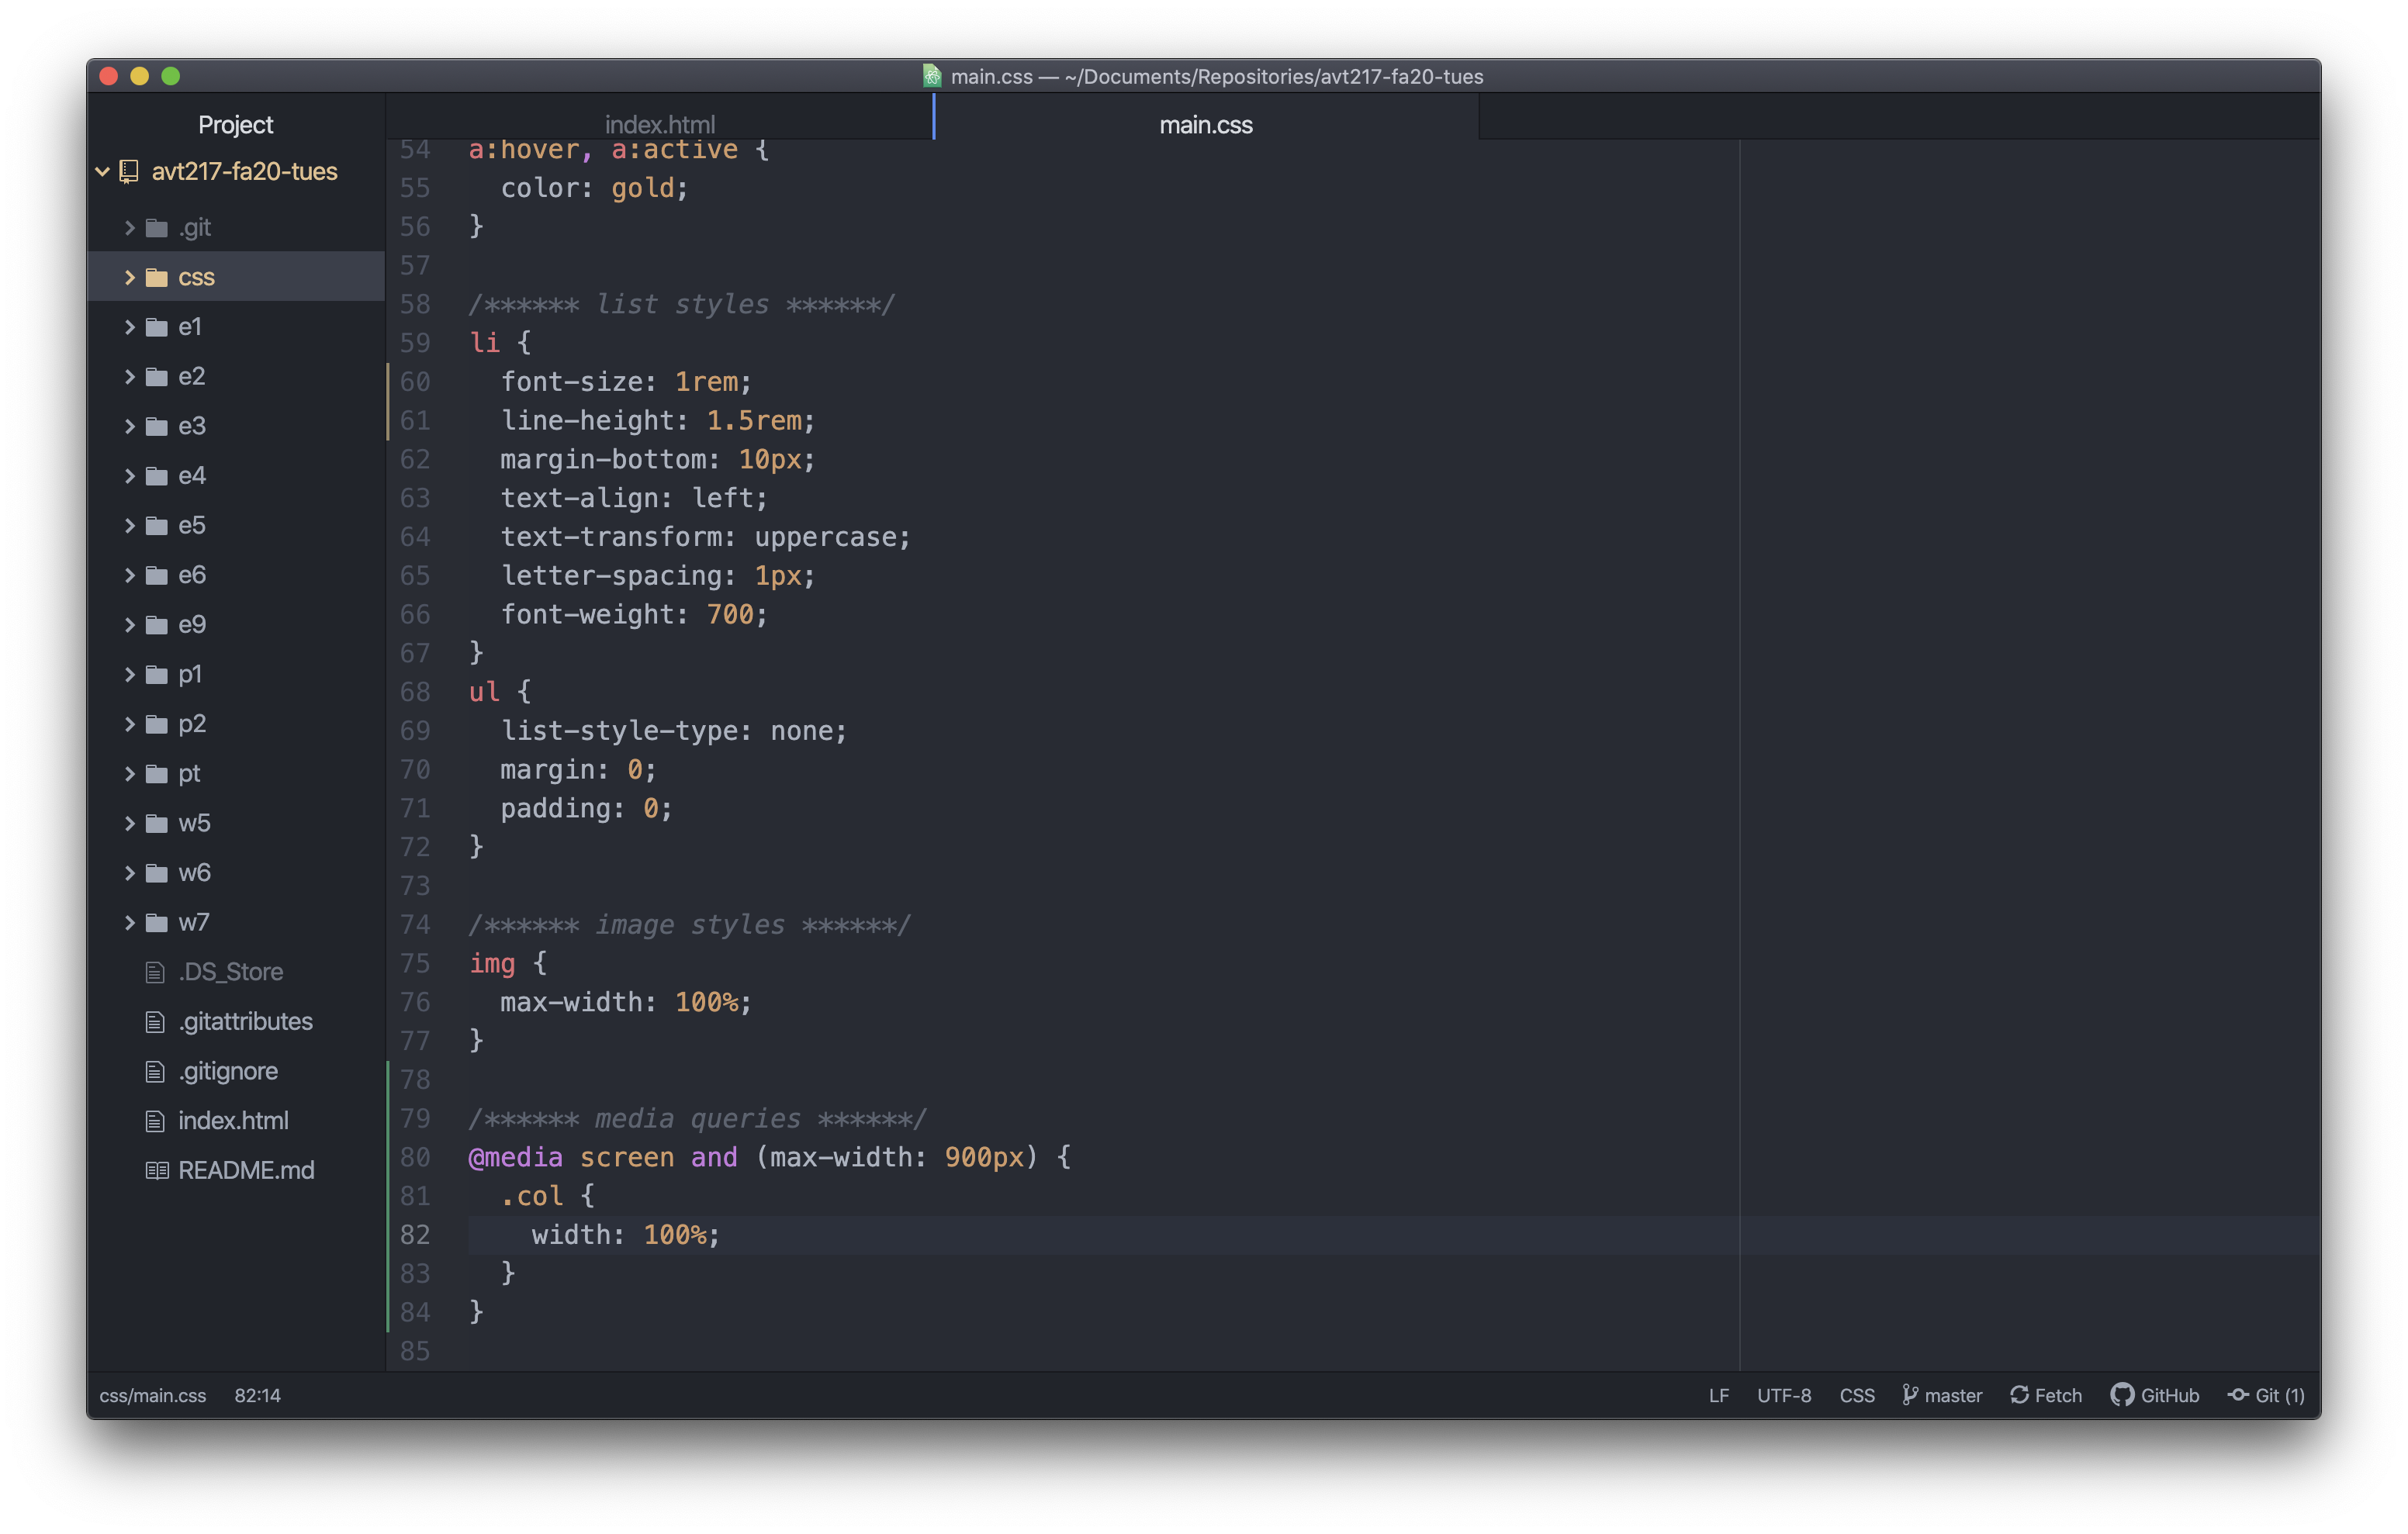 main.css — ~/Documents/Repositories/avt217-fa20-tues
Project
avt217-fa20-tues
.git
css
e1
e2
e3
e4
e5
e6
e9
p1
p2
pt
w5
w6
w7
.DS_Store
.gitattributes
.gitignore
index.html
README.md
index.html
main.css
54 a:hover, a:active {
55   color: gold;
56 }
57
58 /****** list styles ******/
59 li {
60   font-size: 1rem;
61   line-height: 1.5rem;
62   margin-bottom: 10px;
63   text-align: left;
64   text-transform: uppercase;
65   letter-spacing: 1px;
66   font-weight: 700;
67 }
68 ul {
69   list-style-type: none;
70   margin: 0;
71   padding: 0;
72 }
73
74 /****** image styles ******/
75 img {
76   max-width: 100%;
77 }
78
79 /****** media queries ******/
80 @media screen and (max-width: 900px) {
81   .col {
82     width: 100%;
83   }
84 }
85
css/main.css 82:14 LF UTF-8 CSS master Fetch GitHub Git (1)